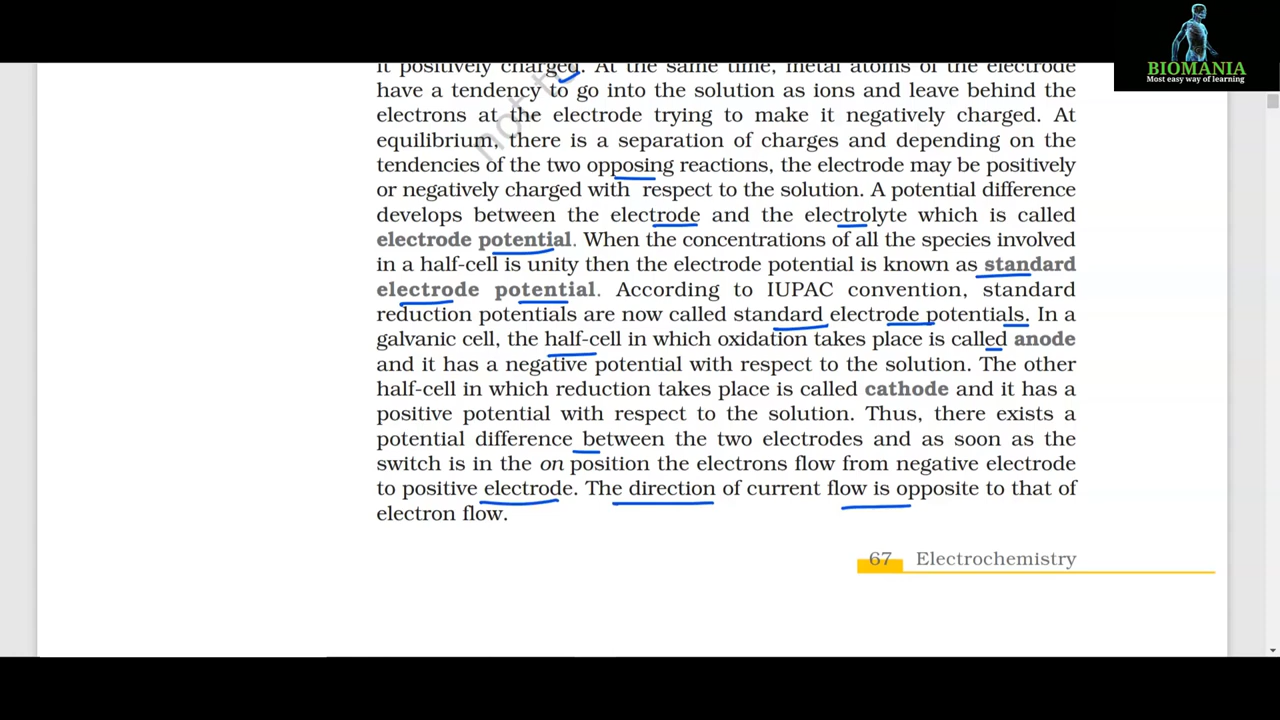 BIOMANIA
Most easy way of learning
it positively charged. At the same time, metal atoms of the electrode
have a tendency to go into the solution as ions and leave behind the
electrons at the electrode trying to make it negatively charged. At
equilibrium, there is a separation of charges and depending on the
tendencies of the two opposing reactions, the electrode may be positively
or negatively charged with respect to the solution. A potential difference
develops between the electrode and the electrolyte which is called
electrode potential. When the concentrations of all the species involved
in a half-cell is unity then the electrode potential is known as standard
electrode potential. According to IUPAC convention, standard
reduction potentials are now called standard electrode potentials. In a
galvanic cell, the half-cell in which oxidation takes place is called anode
and it has a negative potential with respect to the solution. The other
half-cell in which reduction takes place is called cathode and it has a
positive potential with respect to the solution. Thus, there exists a
potential difference between the two electrodes and as soon as the
switch is in the on position the electrons flow from negative electrode
to positive electrode. The direction of current flow is opposite to that of
electron flow.
67 Electrochemistry
not